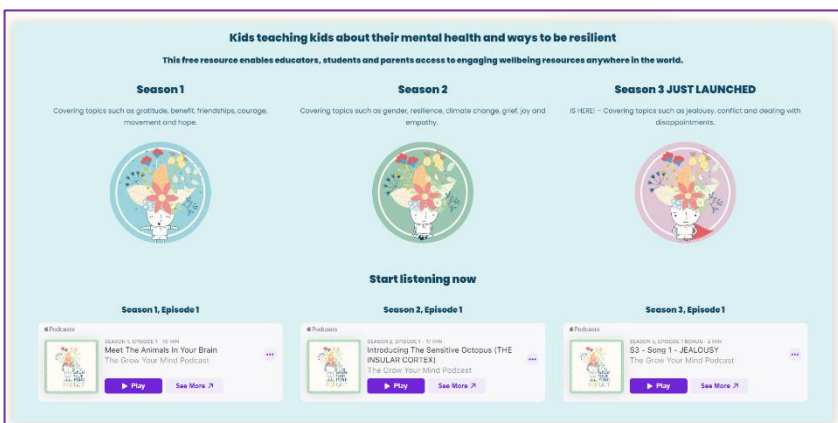 Kids teaching kids about their mental health and ways to be resilient
This free resource enables educators, students and parents access to engaging wellbeing resources anywhere in the world.
Season 1
Covering topics such as gratitude, benefit, friendships, courage,
movement and hope.
Season 2
Covering topics such as gender, resilience, climate change, grief, joy and
empathy.
Season 3 JUST LAUNCHED
IS HERE! – Covering topics such as jealousy, conflict and dealing with
disappointments.
Start listening now
Season 1, Episode 1
Podcasts
SEASON 1, EPISODE 1 · 10 MIN
Meet The Animals In Your Brain
The Grow Your Mind Podcast
Play
See More
Season 2, Episode 1
Podcasts
SEASON 2, EPISODE 1 · 17 MIN
Introducing The Sensitive Octopus (THE
INSULAR CORTEX)
The Grow Your Mind Podcast
Play
See More
Season 3, Episode 1
Podcasts
SEASON 3, EPISODE 1 BONUS · 2 MIN
S3 - Song 1 - JEALOUSY
The Grow Your Mind Podcast
Play
See More